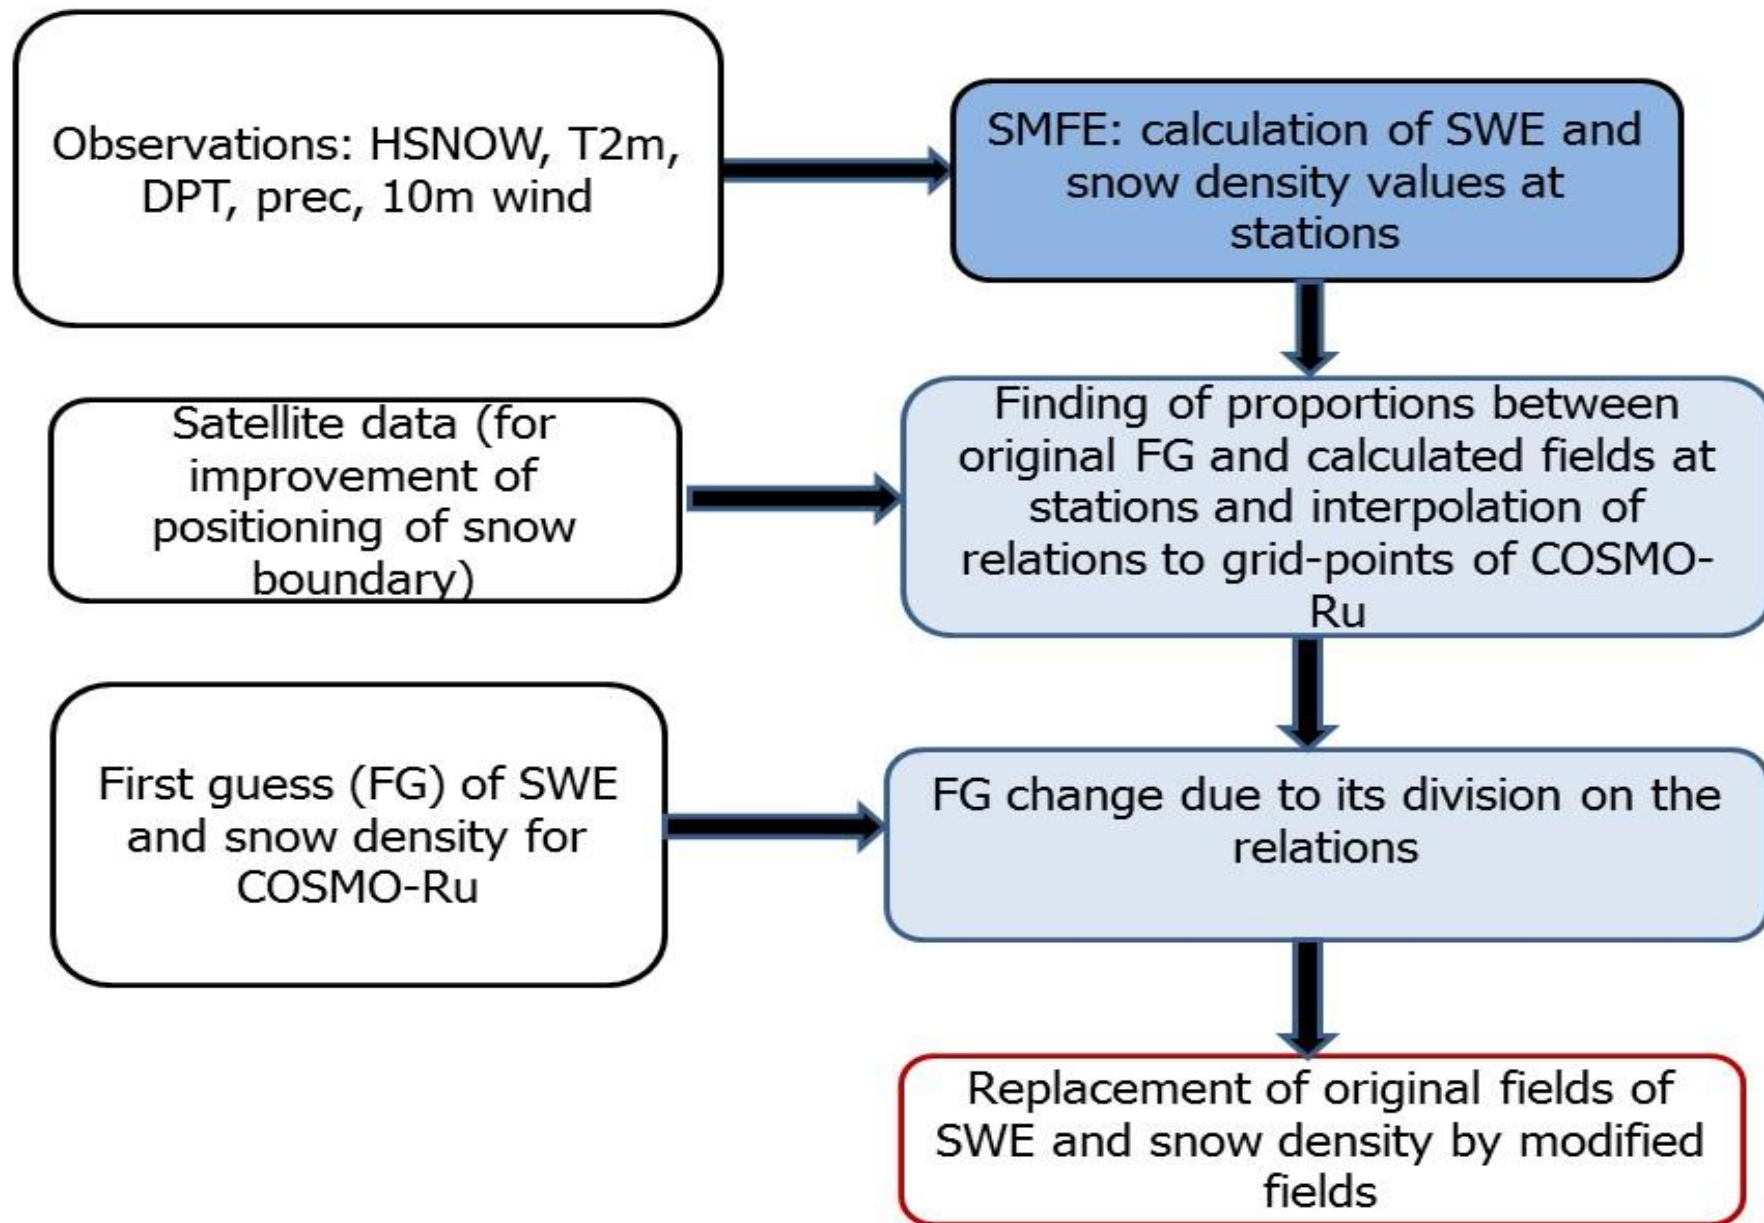 Observations: HSNOW, T2m,
DPT, prec, 10m wind
SMFE: calculation of SWE and
snow density values at
stations
Satellite data (for
improvement of
positioning of snow
boundary)
Finding of proportions between
original FG and calculated fields at
stations and interpolation of
relations to grid-points of COSMO-
Ru
First guess (FG) of SWE
and snow density for
COSMO-Ru
FG change due to its division on the
relations
Replacement of original fields of
SWE and snow density by modified
fields